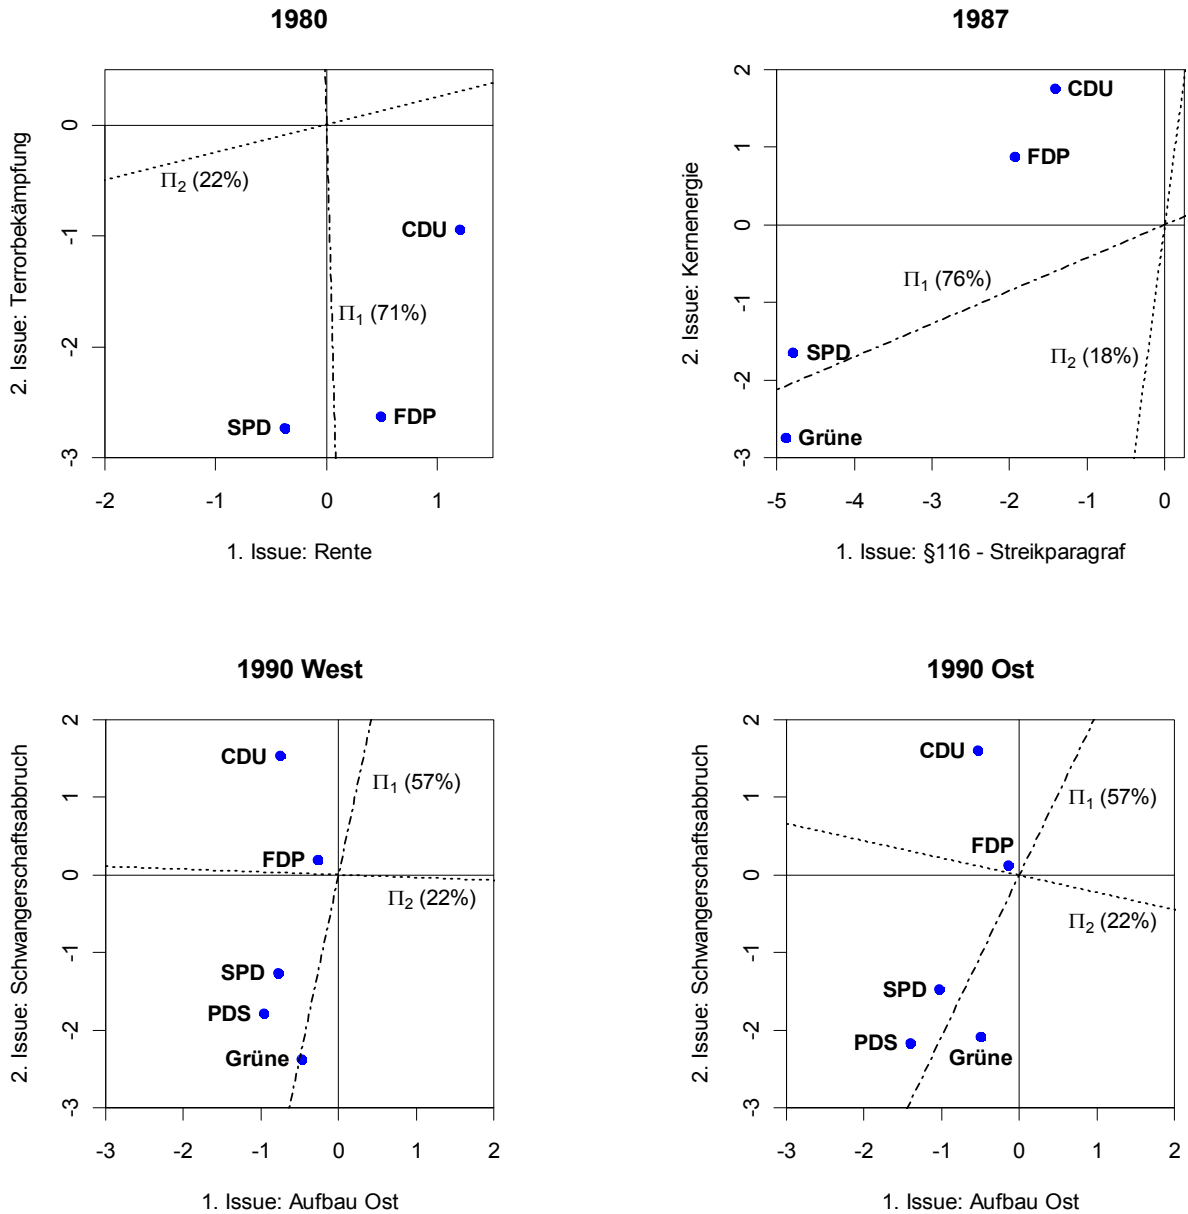 1980
2. Issue: Terrorbekämpfung
0
-1
-2
-3
Π2 (22%)
CDU
Π1 (71%)
SPD
FDP
-2 -1 0 1
1. Issue: Rente
1987
2. Issue: Kernenergie
2
1
0
-1
-2
-3
CDU
FDP
Π1 (76%)
SPD
Π2 (18%)
Grüne
-5 -4 -3 -2 -1 0
1. Issue: §116 - Streikparagraf
1990 West
2. Issue: Schwangerschaftsabbruch
2
1
0
-1
-2
-3
CDU
Π1 (57%)
FDP
Π2 (22%)
SPD
PDS
Grüne
-3 -2 -1 0 1 2
1. Issue: Aufbau Ost
1990 Ost
2. Issue: Schwangerschaftsabbruch
2
1
0
-1
-2
-3
CDU
Π1 (57%)
FDP
Π2 (22%)
SPD
PDS
Grüne
-3 -2 -1 0 1 2
1. Issue: Aufbau Ost